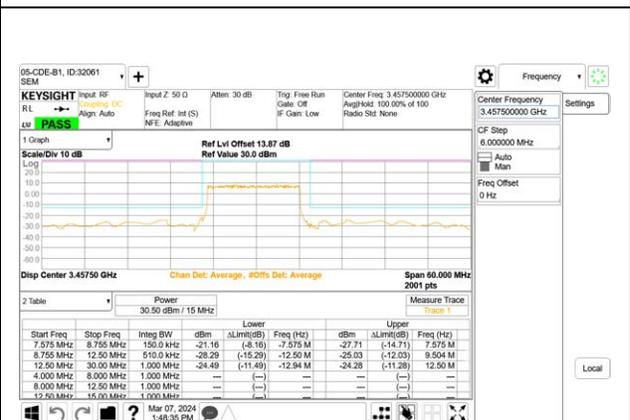 05-CDE-B1, ID:32061
SEM
+
Frequency
Settings
KEYSIGHT
RL
PASS
Input: RF
Coupling: DC
Align: Auto
Input Z: 50 Ω
Freq Ref: Int (S)
NFE: Adaptive
Atten: 30 dB
Trig: Free Run
Gate: Off
IF Gain: Low
Center Freq: 3.457500000 GHz
Avg|Hold: 100.00% of 100
Radio Std: None
Center Frequency
3.457500000 GHz
CF Step
6.000000 MHz
Auto
Man
Freq Offset
0 Hz
1 Graph
Scale/Div 10 dB
Ref Lvl Offset 13.87 dB
Ref Value 30.0 dBm
Log
20.0
10.0
0.00
-10.0
-20.0
-30.0
-40.0
-50.0
-60.0
Disp Center 3.45750 GHz
Chan Det: Average, #Offs Det: Average
Span 60.000 MHz
2001 pts
2 Table
Power
30.50 dBm / 15 MHz
Measure Trace
Trace 1
Lower Upper
Start Freq Stop Freq Integ BW dBm ΔLimit(dB) Freq (Hz) dBm ΔLimit(dB) Freq (Hz)
7.575 MHz 8.755 MHz 150.0 kHz -21.16 (-8.16) -7.575 M -27.71 (-14.71) 7.575 M
8.755 MHz 12.50 MHz 510.0 kHz -28.29 (-15.29) -12.50 M -25.03 (-12.03) 9.504 M
12.50 MHz 30.00 MHz 1.000 MHz -24.49 (-11.49) -12.94 M -24.28 (-11.28) 12.50 M
4.000 MHz 8.000 MHz 1.000 MHz --- (---) --- --- (---) ---
8.000 MHz 12.50 MHz 1.000 MHz --- (---) --- --- (---) ---
12.50 MHz 15.00 MHz 1.000 MHz --- (---) --- --- (---) ---
Local
?
Mar 07, 2024
1:48:35 PM